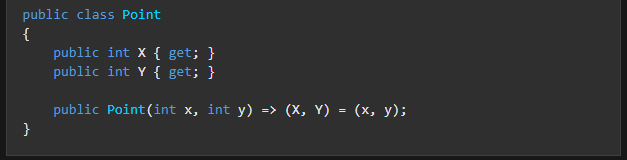 public class Point
{
    public int X { get; }
    public int Y { get; }
    public Point(int x, int y) => (X, Y) = (x, y);
}